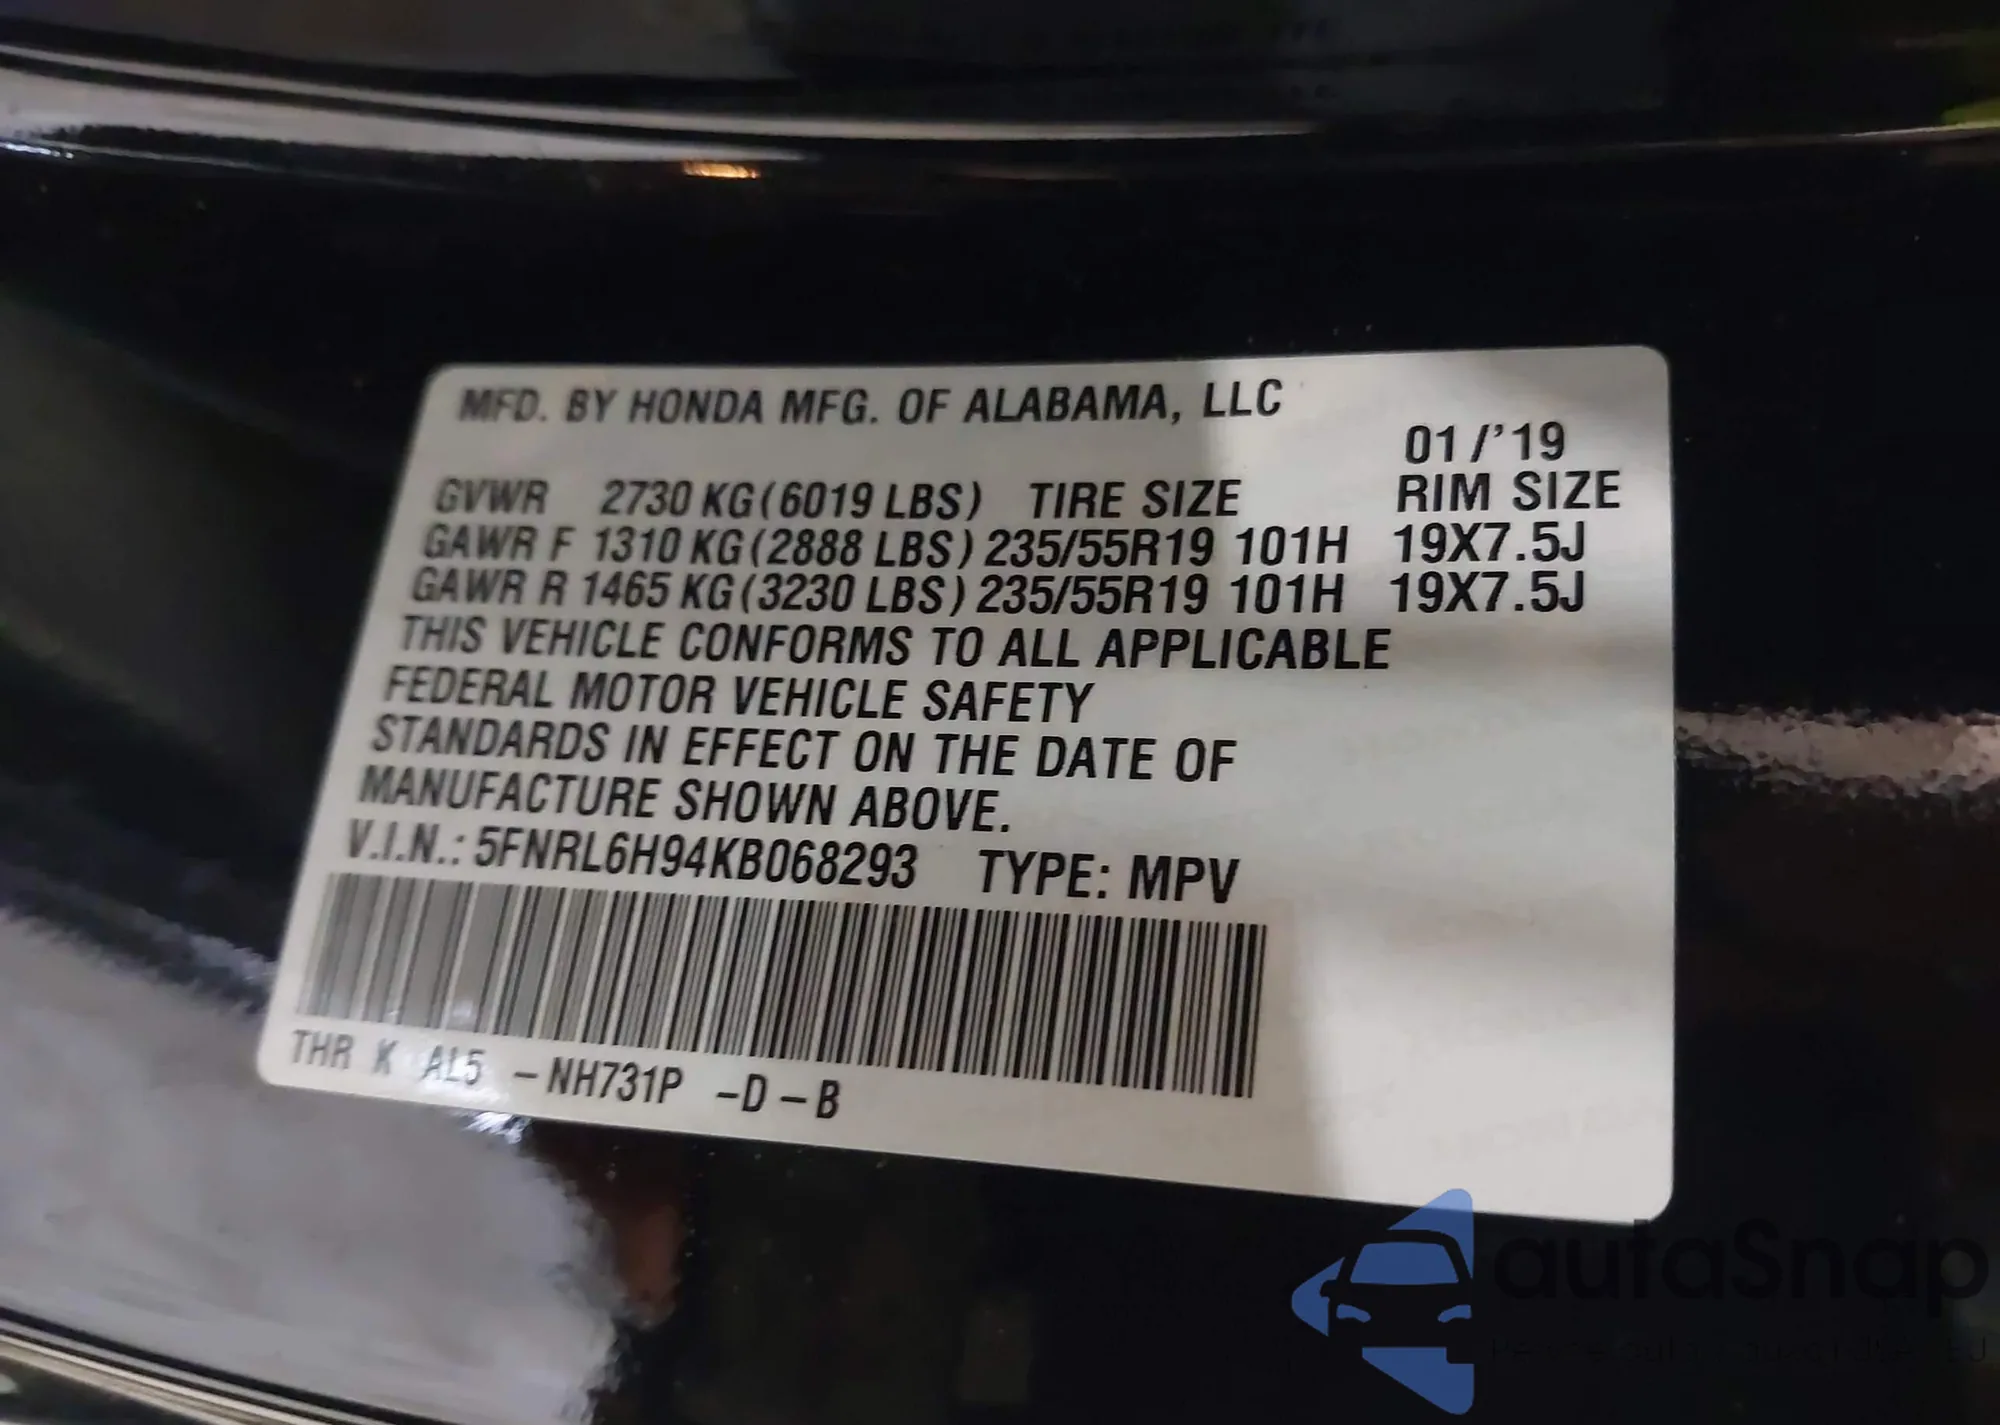 MFD. BY HONDA MFG. OF ALABAMA, LLC
01/'19
GVWR 2730 KG(6019 LBS) TIRE SIZE RIM SIZE
GAWR F 1310 KG(2888 LBS) 235/55R19 101H 19X7.5J
GAWR R 1465 KG(3230 LBS) 235/55R19 101H 19X7.5J
THIS VEHICLE CONFORMS TO ALL APPLICABLE
FEDERAL MOTOR VEHICLE SAFETY
STANDARDS IN EFFECT ON THE DATE OF
MANUFACTURE SHOWN ABOVE.
V.I.N.: 5FNRL6H94KB068293 TYPE: MPV
THR K AL5 -NH731P -D-B
autaSnap